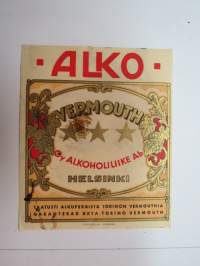 · ALKO ·
VERMOUTH
Oy ALKOHOLILIIKE Ab
HELSINKI
TAATUSTI ALKUPERÄISTÄ TORINON VERMOUTHIA
GARANTERAD ÄKTA TORINO VERMOUTH